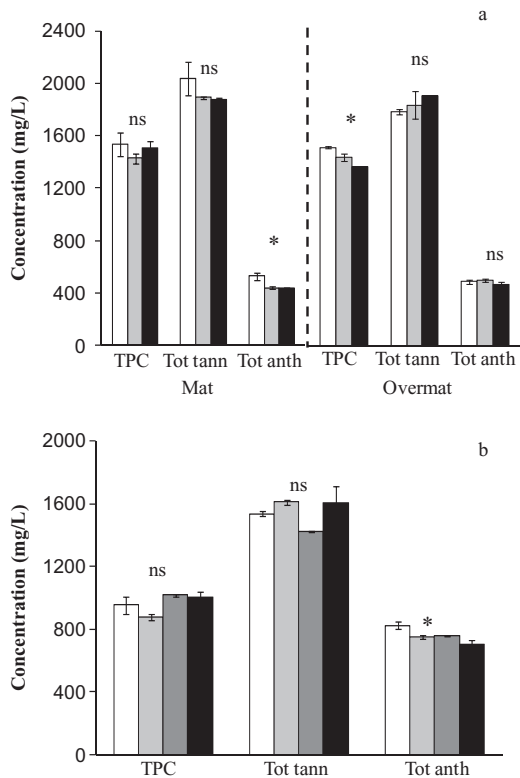 a
Concentration (mg/L)
2400
2000
1600
1200
800
400
0
ns
ns
*
*
ns
ns
TPC Tot tann Tot anth TPC Tot tann Tot anth
Mat Overmat
b
Concentration (mg/L)
2000
1600
1200
800
400
0
ns
ns
*
TPC Tot tann Tot anth